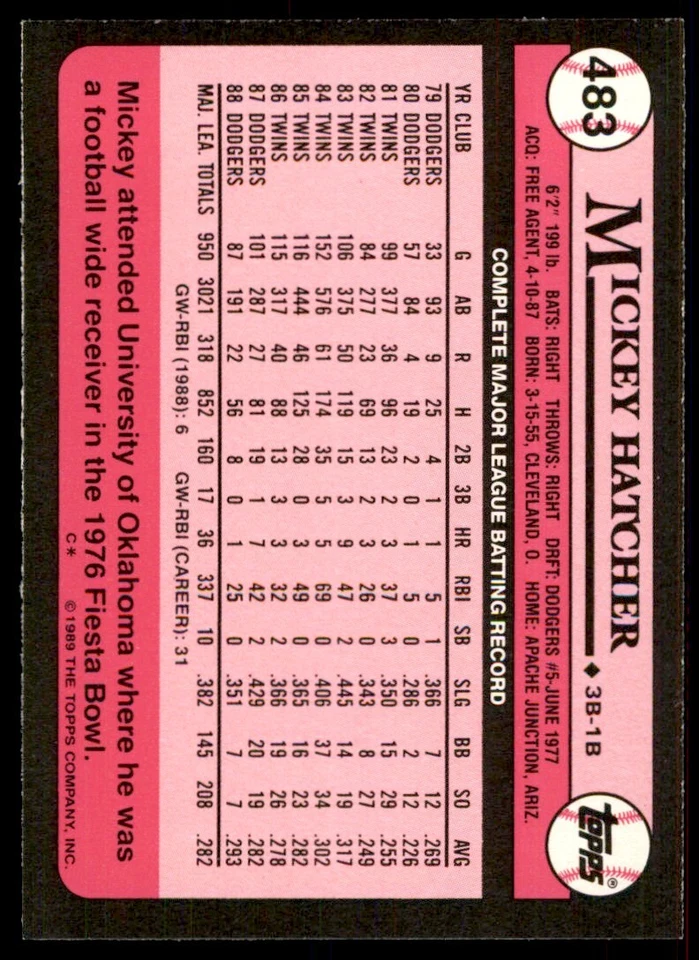 483
MICKEY HATCHER ♦ 3B-1B
topps®
6'2" 199 lb. BATS: RIGHT THROWS: RIGHT DRFT: DODGERS #5-JUNE 1977
ACQ: FREE AGENT, 4-10-87 BORN: 3-15-55, CLEVELAND, O. HOME: APACHE JUNCTION, ARIZ.
COMPLETE MAJOR LEAGUE BATTING RECORD
YR CLUB G AB R H 2B 3B HR RBI SB SLG BB SO AVG
79 DODGERS 33 93 9 25 4 1 1 5 1 .366 7 12 .269
80 DODGERS 57 84 4 19 2 0 1 5 0 .286 2 12 .226
81 TWINS 99 377 36 96 23 2 3 37 3 .350 15 29 .255
82 TWINS 84 277 23 69 13 2 3 26 0 .343 8 27 .249
83 TWINS 106 375 50 119 15 3 9 47 2 .445 14 19 .317
84 TWINS 152 576 61 174 35 5 5 69 0 .406 37 34 .302
85 TWINS 116 444 46 125 28 0 3 49 0 .365 16 23 .282
86 TWINS 115 317 40 88 13 3 3 32 2 .366 19 26 .278
87 DODGERS 101 287 27 81 19 1 7 42 2 .429 20 19 .282
88 DODGERS 87 191 22 56 8 0 1 25 0 .351 7 7 .293
MAJ. LEA. TOTALS 950 3021 318 852 160 17 36 337 10 .382 145 208 .282
GW-RBI (1988): 6 GW-RBI (CAREER): 31
Mickey attended University of Oklahoma where he was
a football wide receiver in the 1976 Fiesta Bowl.
C* ©1989 THE TOPPS COMPANY, INC.